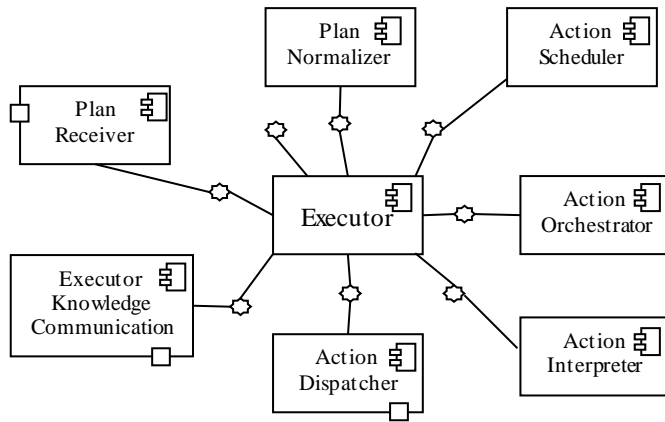 Plan
Normalizer
Action
Scheduler
Plan
Receiver
Executor
Action
Orchestrator
Executor
Knowledge
Communication
Action
Dispatcher
Action
Interpreter